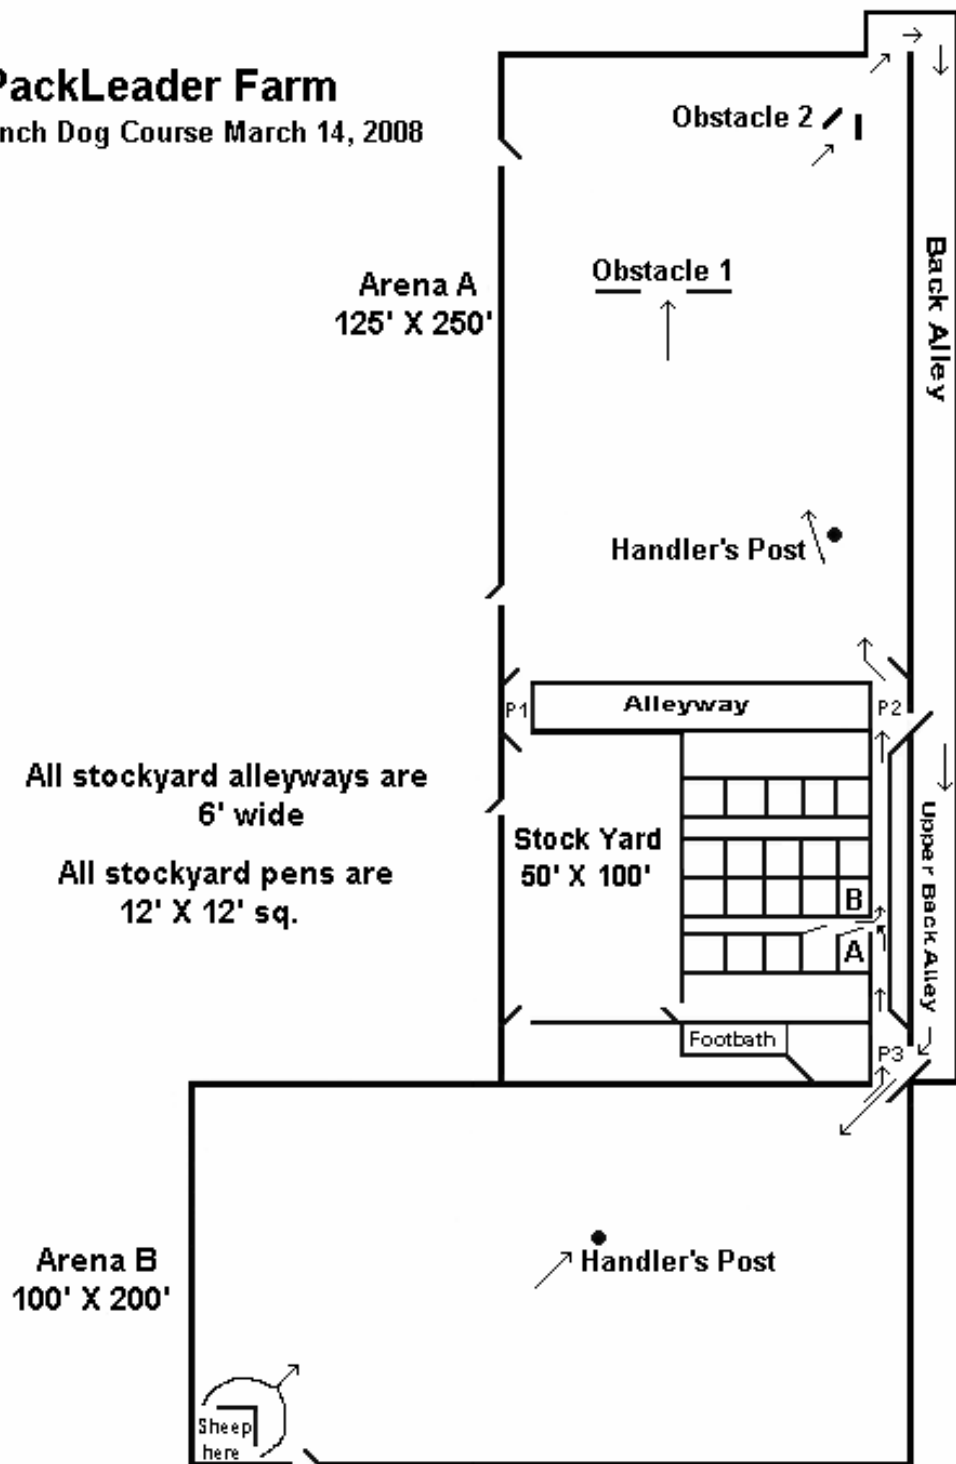 PackLeader Farm
nch Dog Course March 14, 2008
Obstacle 2
Back Alley
Obstacle 1
Arena A
125' X 250'
Handler's Post
P1
Alleyway
P2
All stockyard alleyways are
6' wide
All stockyard pens are
12' X 12' sq.
Stock Yard
50' X 100'
Upper Back Alley
B
A
Footbath
P3
Handler's Post
Arena B
100' X 200'
Sheep
here